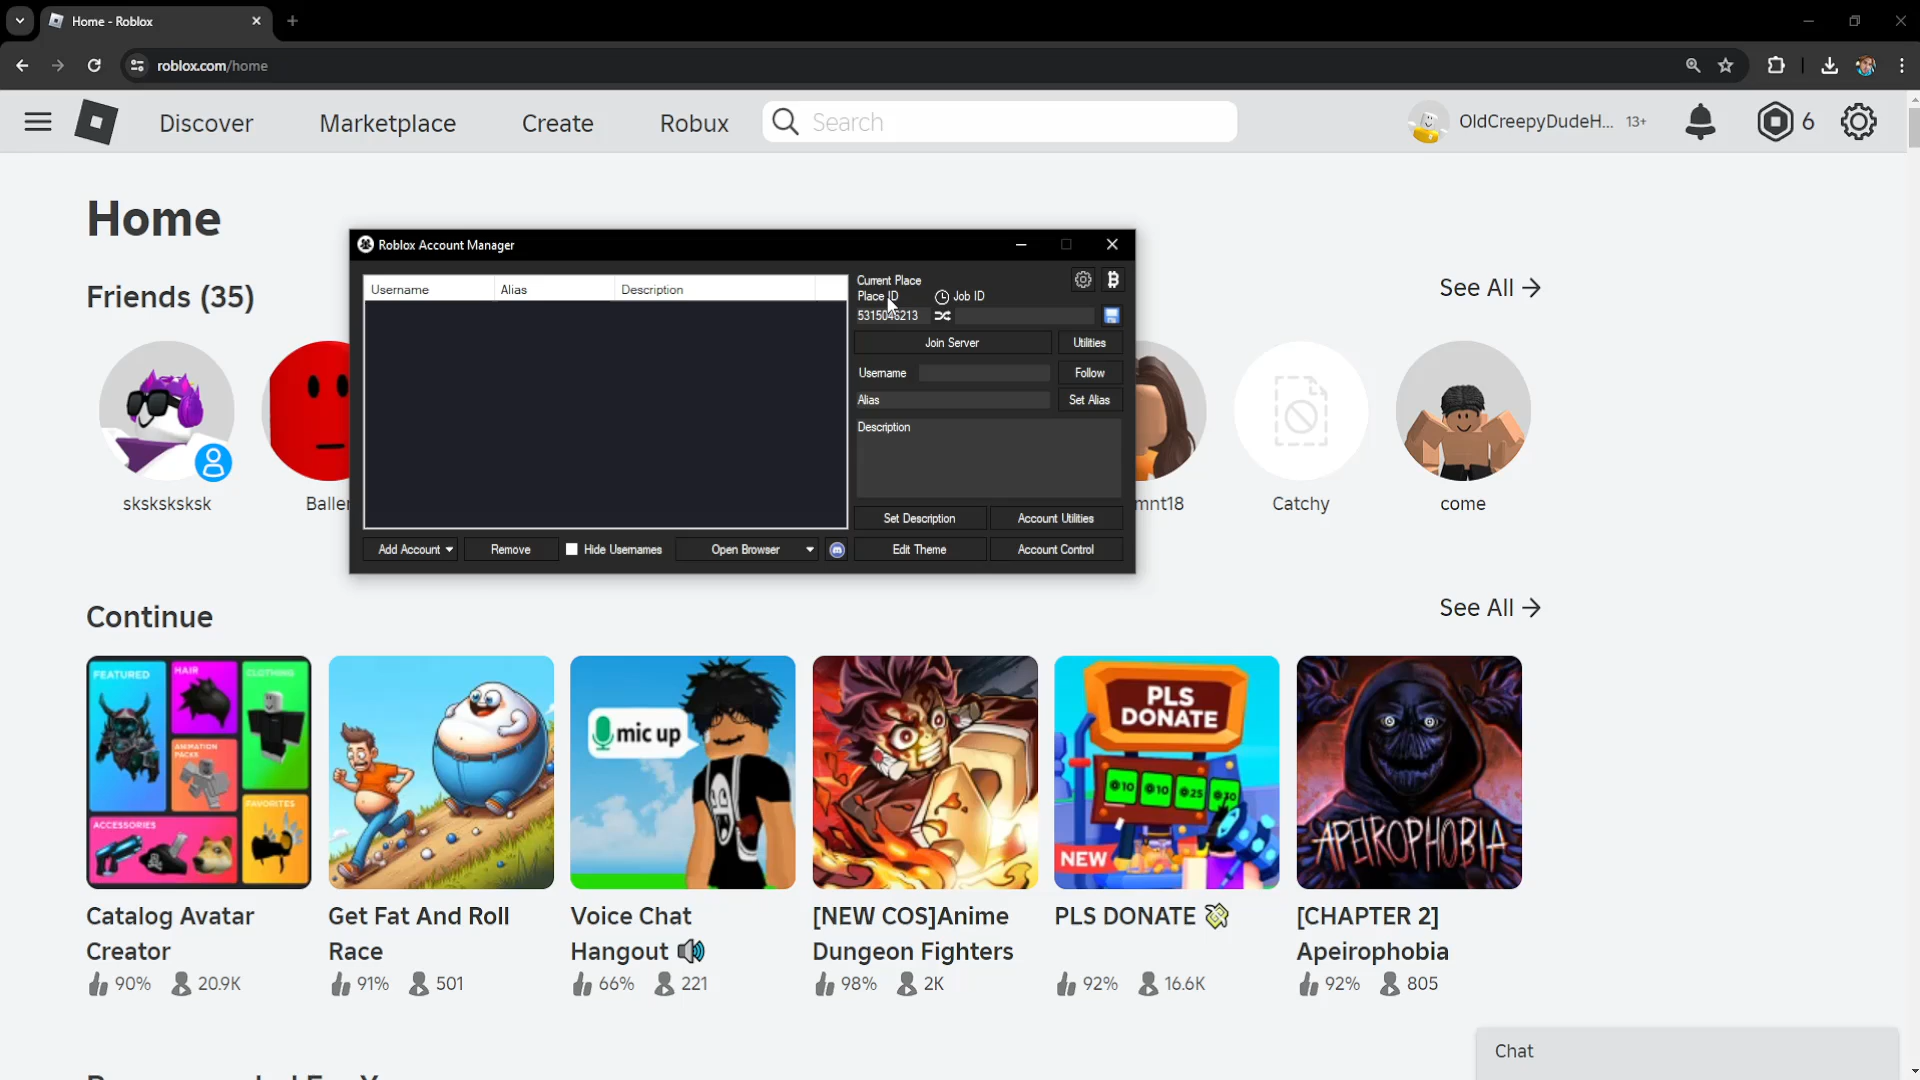 Home - Roblox
roblox.com/home
Discover
Marketplace
Create
Robux
Search
OldCreepyDudeH... 13+
6
Home
Friends (35)
See All
Roblox Account Manager
Username Alias Description
Current Place
Place ID
Job ID
5315046213
Join Server
Utilities
Username
Follow
Alias
Set Alias
Description
Set Description
Account Utilities
Add Account
Remove
Hide Usernames
Open Browser
Edit Theme
Account Control
sksksksksk
Baller
mnt18
Catchy
come
Continue
See All
FEATURED
HAIR
CLOTHING
ANIMATION
PACKS
ACCESSORIES
FAVORITES
mic up
PLS
DONATE
10
10
25
NEW
APEIROPHOBIA
Catalog Avatar
Creator
90% 20.9K
Get Fat And Roll
Race
91% 501
Voice Chat
Hangout
66% 221
[NEW COS]Anime
Dungeon Fighters
98% 2K
PLS DONATE
92% 16.6K
[CHAPTER 2]
Apeirophobia
92% 805
Chat